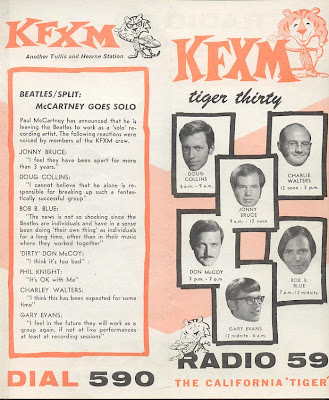 KFXM
Another Tullis and Hearne Station
BEATLES/SPLIT:
McCARTNEY GOES SOLO
Paul McCartney has announced that he is
leaving the Beatles to work as a 'solo' re-
cording artist. The following reactions were
voiced by members of the KFXM crew.
JONNY BRUCE:
"I feel they have been apart for more
than 3 years."
DOUG COLLINS:
"I cannot believe that he alone is re-
sponsible for breaking up such a fan-
tastically successful group."
BOB B. BLUE:
"The news is not so shocking since the
Beatles are individuals and have in a sense
been doing 'their own thing' as individuals
for a long time, other than in their music
where they worked together"
'DIRTY' DON McCOY:
"I think it's too bad"
PHIL KNIGHT:
"It's OK with Me"
CHARLEY WALTERS:
"I think this has been expected for some
time"
GARY EVANS:
"I feel in the future they will work as a
group again, if not at live performances
at least at recording sessions"
DIAL 590
KFXM
tiger thirty
DOUG
COLLINS
6 a.m. - 9 a.m.
CHARLIE
WALTERS
12 noon - 3 p.m.
JONNY
BRUCE
9 a.m. - 12 noon
DON McCOY
3 p.m. - 7 p.m.
BOB B.
BLUE
7 p.m.-12 midnite
GARY EVANS
12 midnite - 6 a.m.
RADIO 59
THE CALIFORNIA 'TIGER'